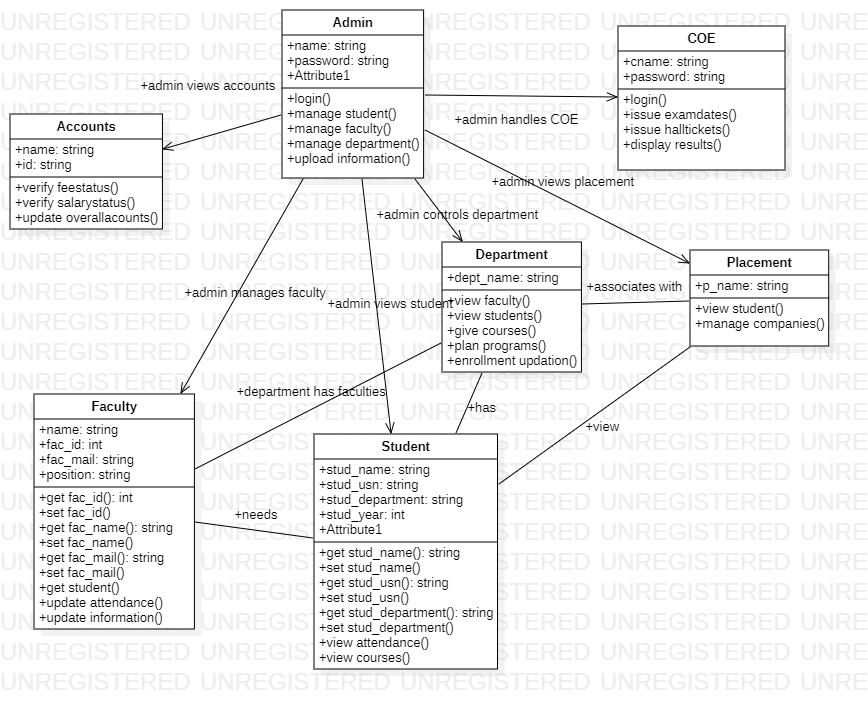 Admin
+name: string
+password: string
+Attribute1
+login()
+manage student()
+manage faculty()
+manage department()
+upload information()
COE
+cname: string
+password: string
+login()
+issue examdates()
+issue halltickets()
+display results()
+admin views accounts
+admin handles COE
Accounts
+name: string
+id: string
+verify feestatus()
+verify salarystatus()
+update overallacounts()
+admin views placement
+admin controls department
Department
+dept_name: string
+view faculty()
+view students()
+give courses()
+plan programs()
+enrollment updation()
+associates with
Placement
+p_name: string
+view student()
+manage companies()
+admin manages faculty
+admin views student
+department has faculties
+has
+view
Faculty
+name: string
+fac_id: int
+fac_mail: string
+position: string
+get fac_id(): int
+set fac_id()
+get fac_name(): string
+set fac_name()
+get fac_mail(): string
+set fac_mail()
+get student()
+update attendance()
+update information()
+needs
Student
+stud_name: string
+stud_usn: string
+stud_department: string
+stud_year: int
+Attribute1
+get stud_name(): string
+set stud_name()
+get stud_usn(): string
+set stud_usn()
+get stud_department(): string
+set stud_department()
+view attendance()
+view courses()
UNREGISTERED